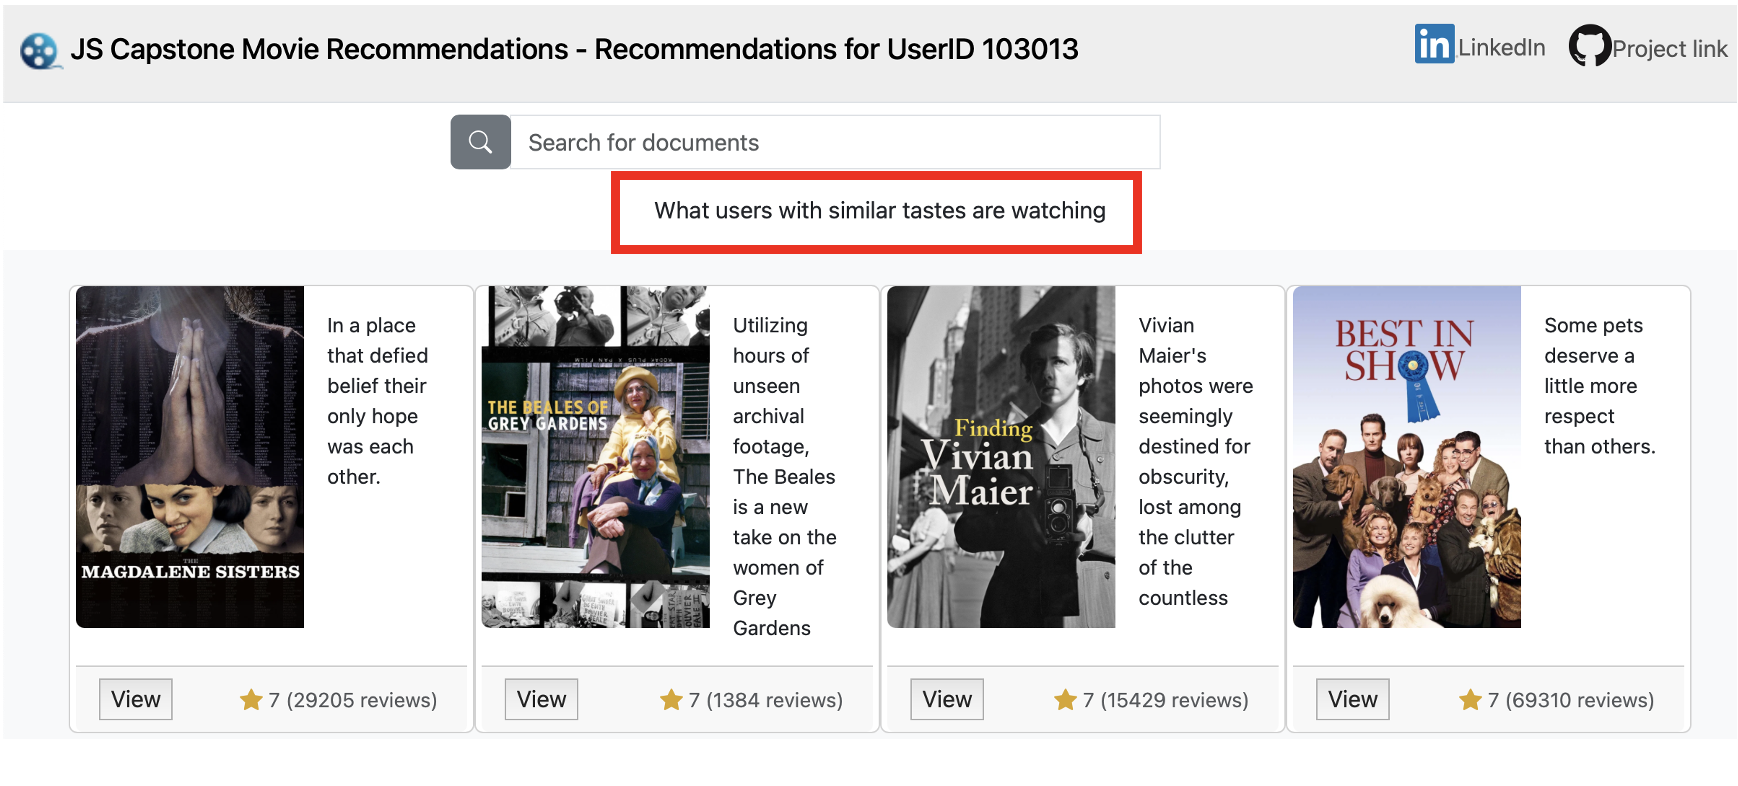 JS Capstone Movie Recommendations - Recommendations for UserID 103013
LinkedIn
Project link
Search for documents
What users with similar tastes are watching
THE
MAGDALENE SISTERS
In a place
that defied
belief their
only hope
was each
other.
View
7 (29205 reviews)
THE BEALES OF
GREY GARDENS
Utilizing
hours of
unseen
archival
footage,
The Beales
is a new
take on the
women of
Grey
Gardens
View
7 (1384 reviews)
Finding
Vivian
Maier
Vivian
Maier's
photos were
seemingly
destined for
obscurity,
lost among
the clutter
of the
countless
View
7 (15429 reviews)
BEST IN
SHOW
Some pets
deserve a
little more
respect
than others.
View
7 (69310 reviews)